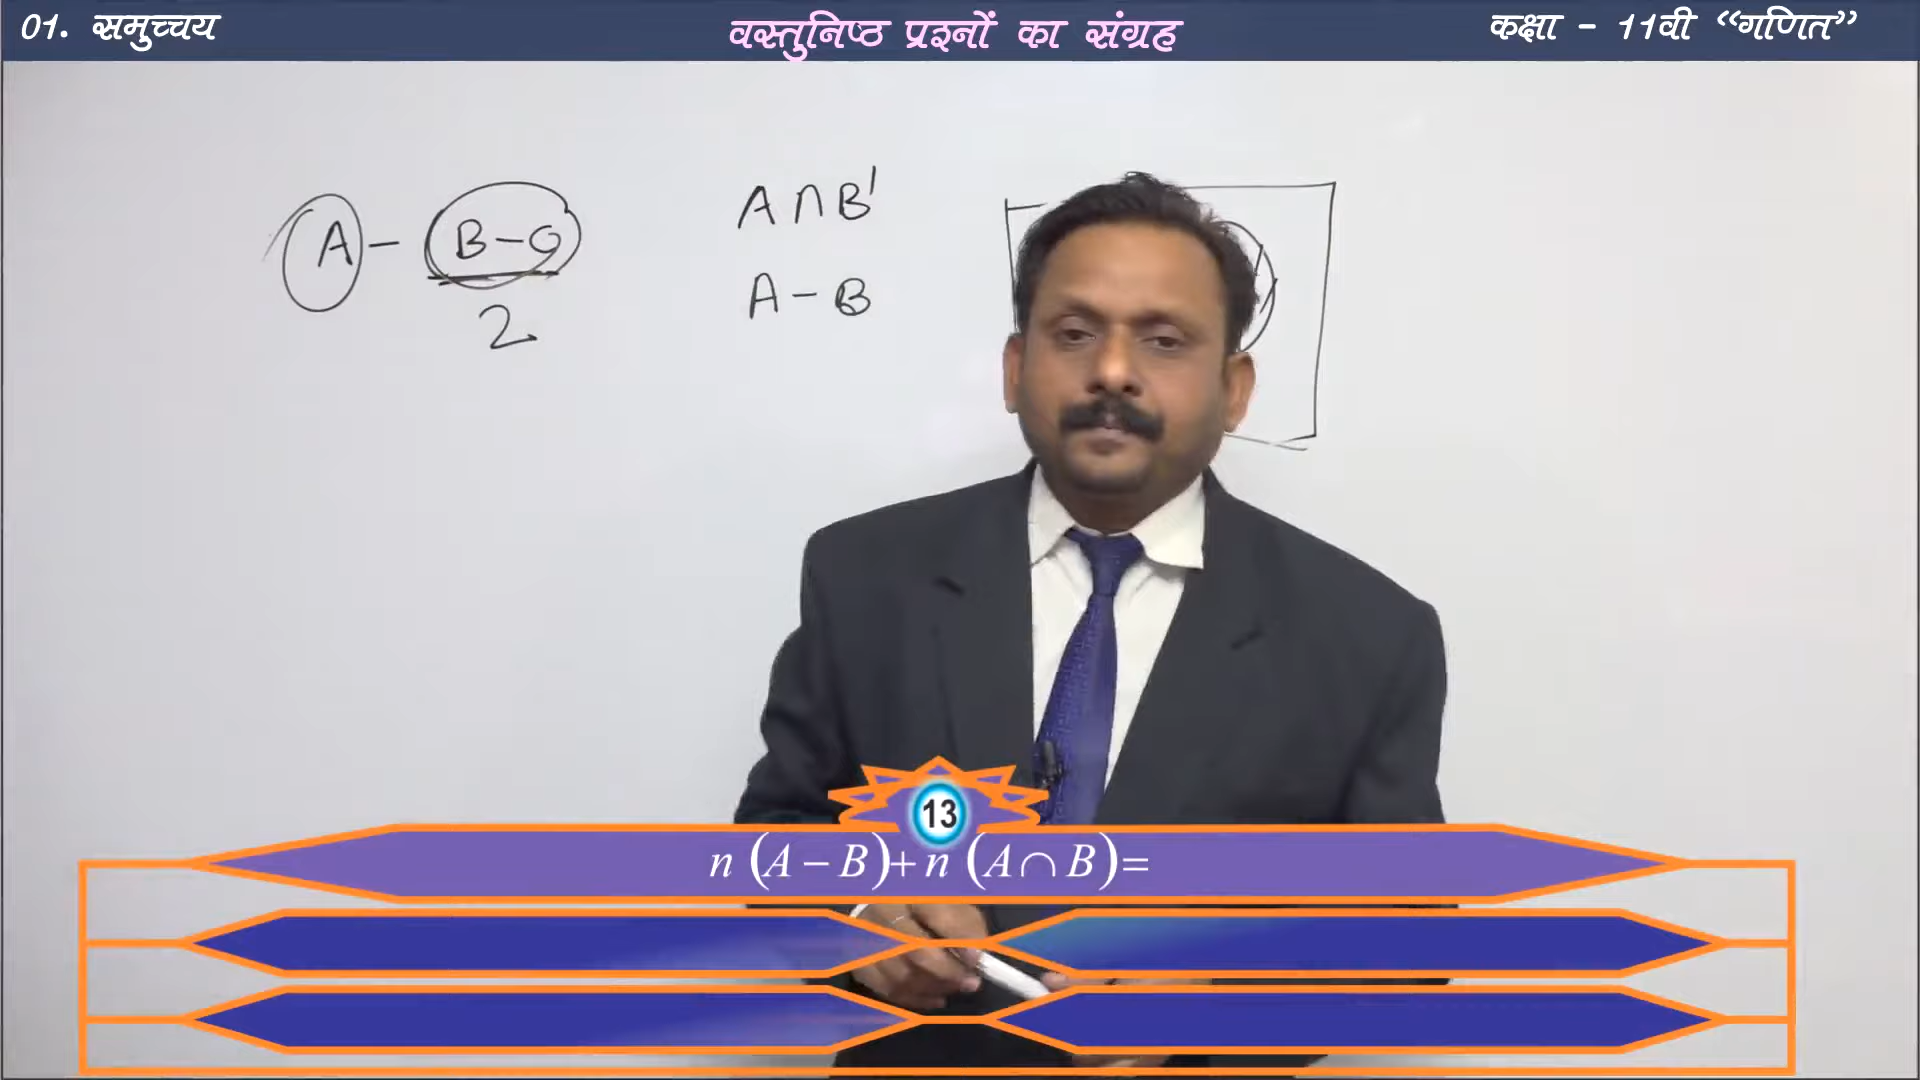 01. समुच्चय
वस्तुनिष्ठ प्रश्नों का संग्रह
कक्षा - 11वी “गणित”
A - B-C
2
A∩B'
A-B
13
n (A − B)+ n (A ∩ B)=